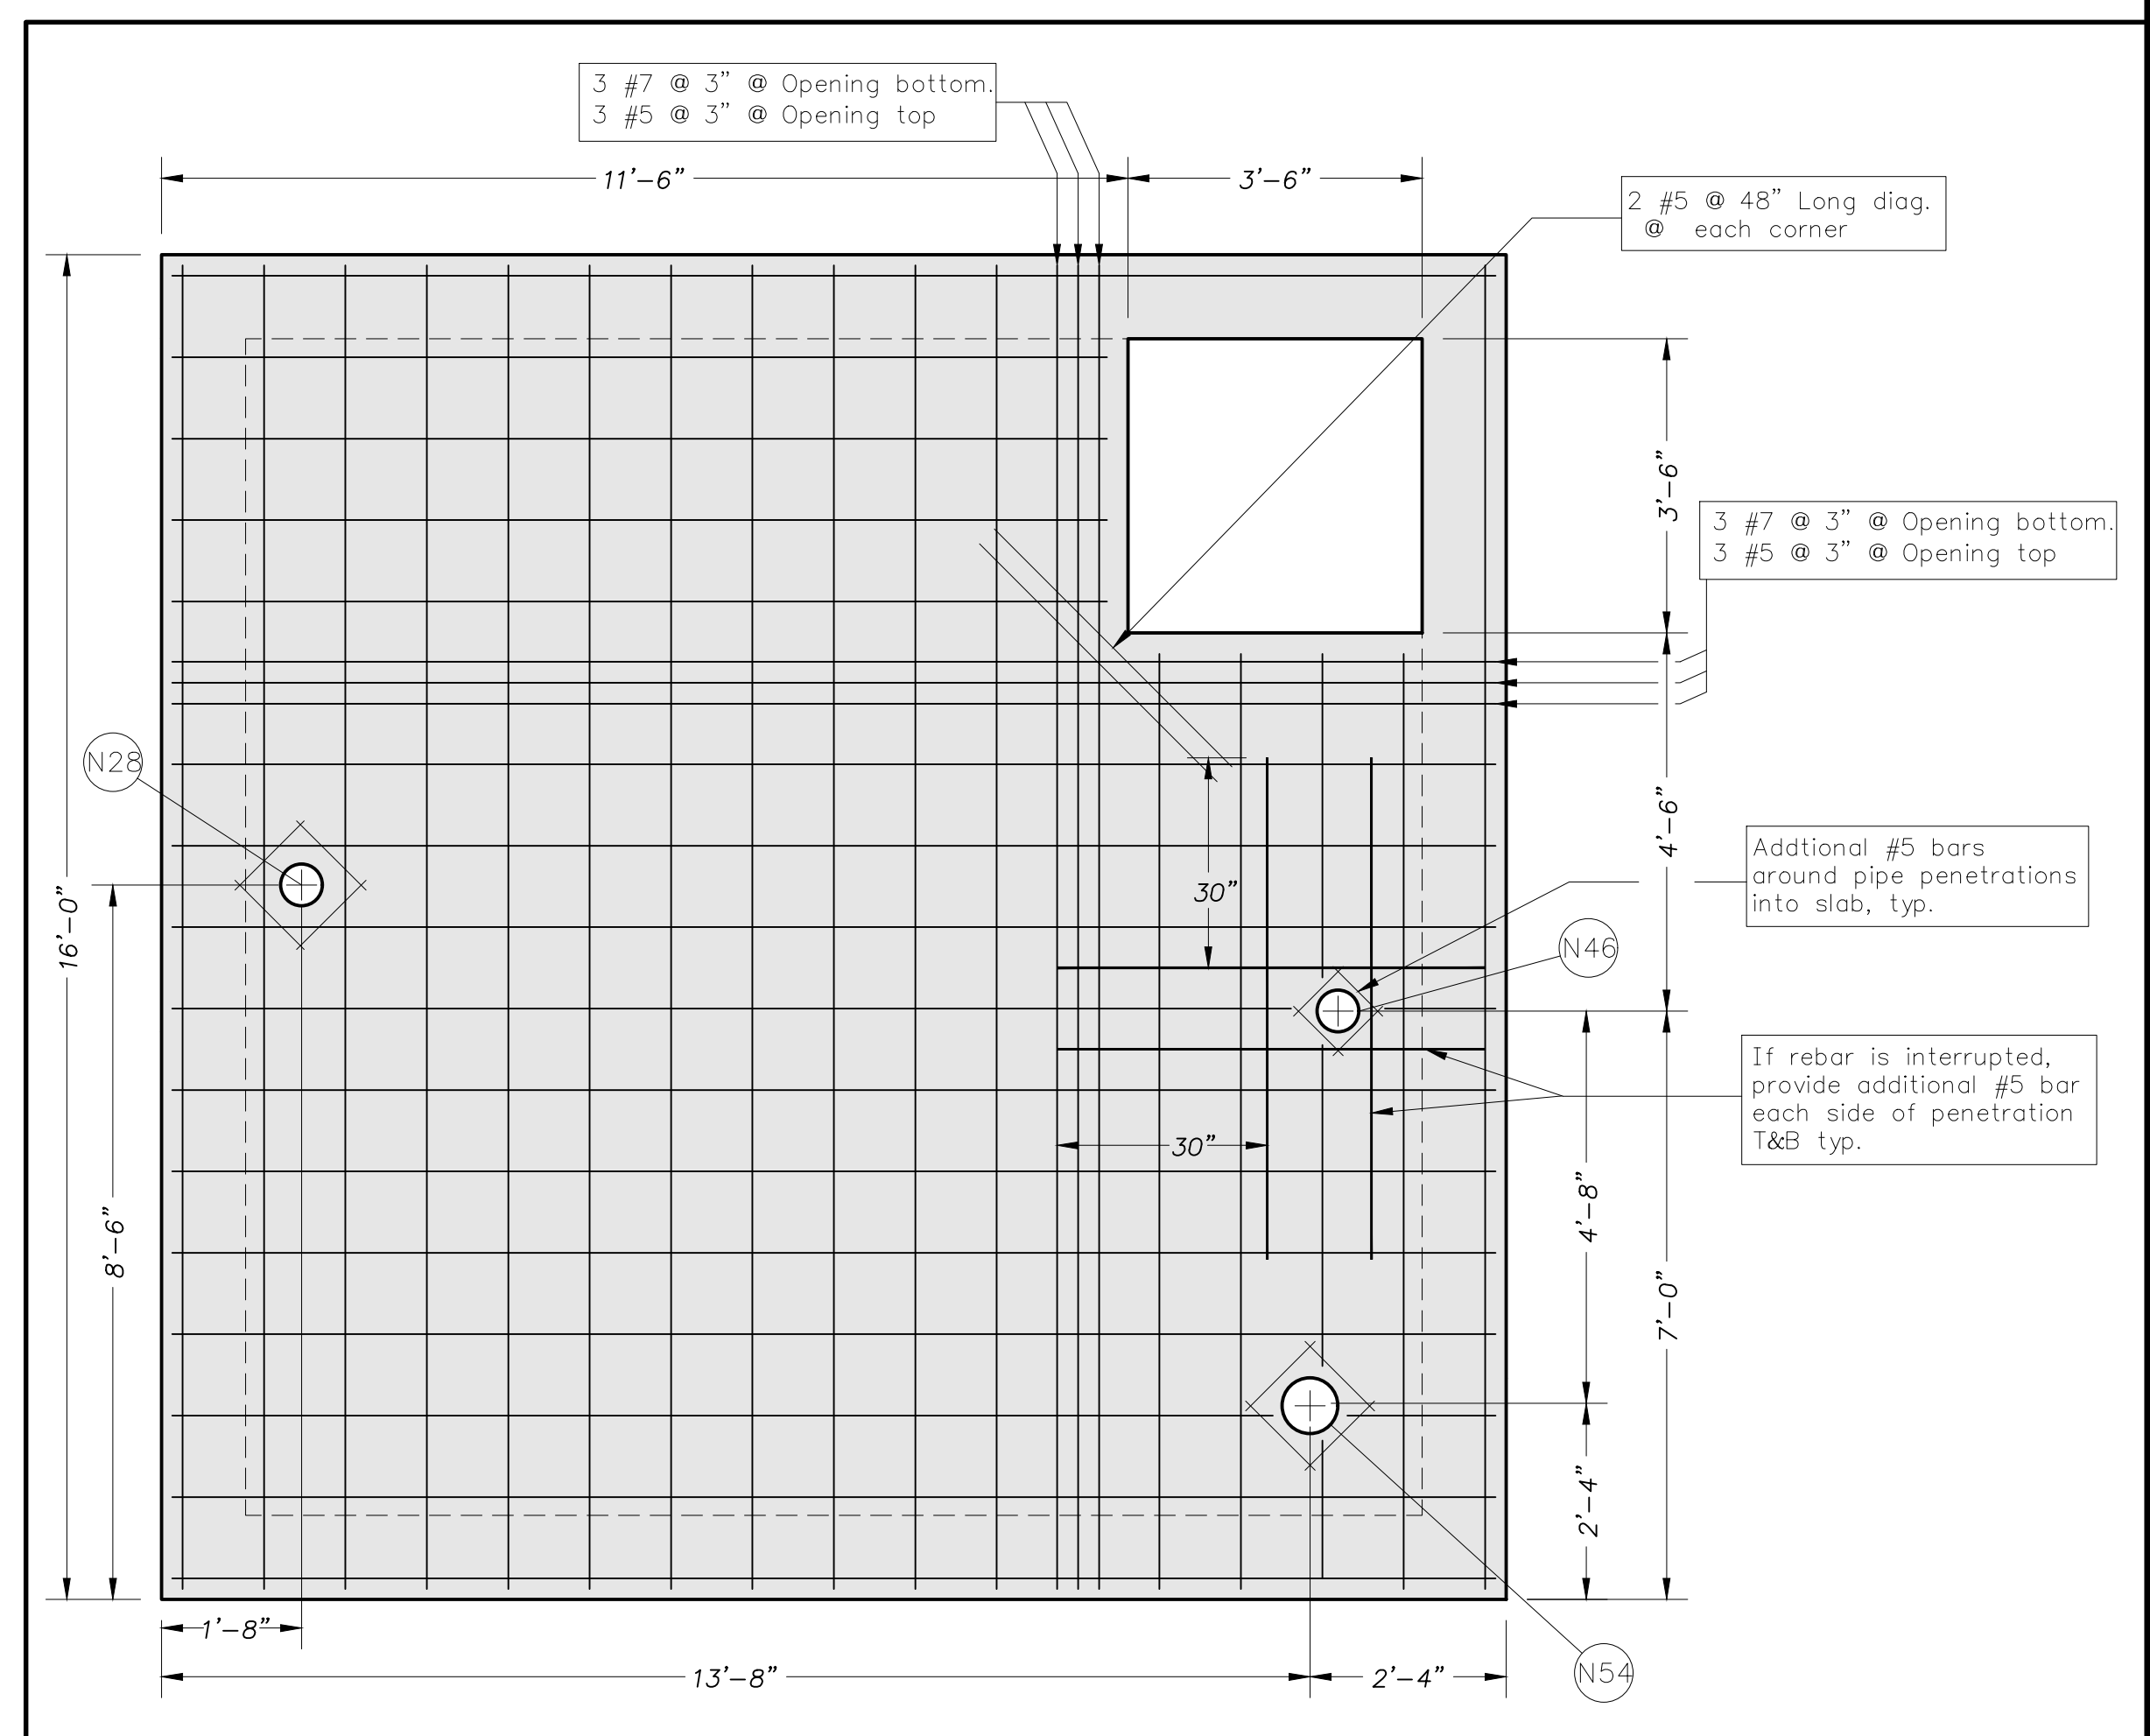 3 #7 @ 3” @ Opening bottom.
3 #5 @ 3” @ Opening top
11’–6”
3’–6”
2 #5 @ 48” Long diag.
@ each corner
3’–6”
3 #7 @ 3” @ Opening bottom.
3 #5 @ 3” @ Opening top
N28
4’–6”
Addtional #5 bars
around pipe penetrations
into slab, typ.
30”
16’–0”
N46
If rebar is interrupted,
provide additional #5 bar
each side of penetration
T&B typ.
30”
4’–8”
8’–6”
7’–0”
2’–4”
1’–8”
13’–8”
2’–4”
N54